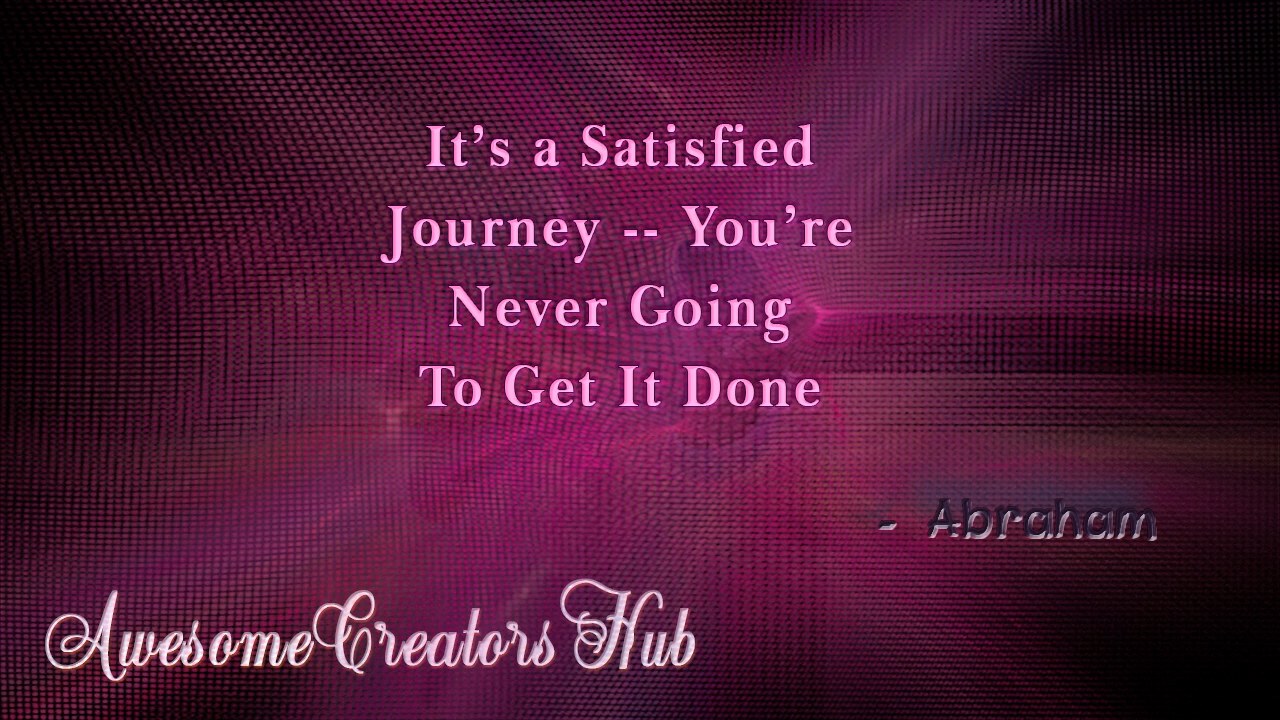 It’s a Satisfied
Journey -- You’re
Never Going
To Get It Done
- Abraham
AwesomeCreatorsHub